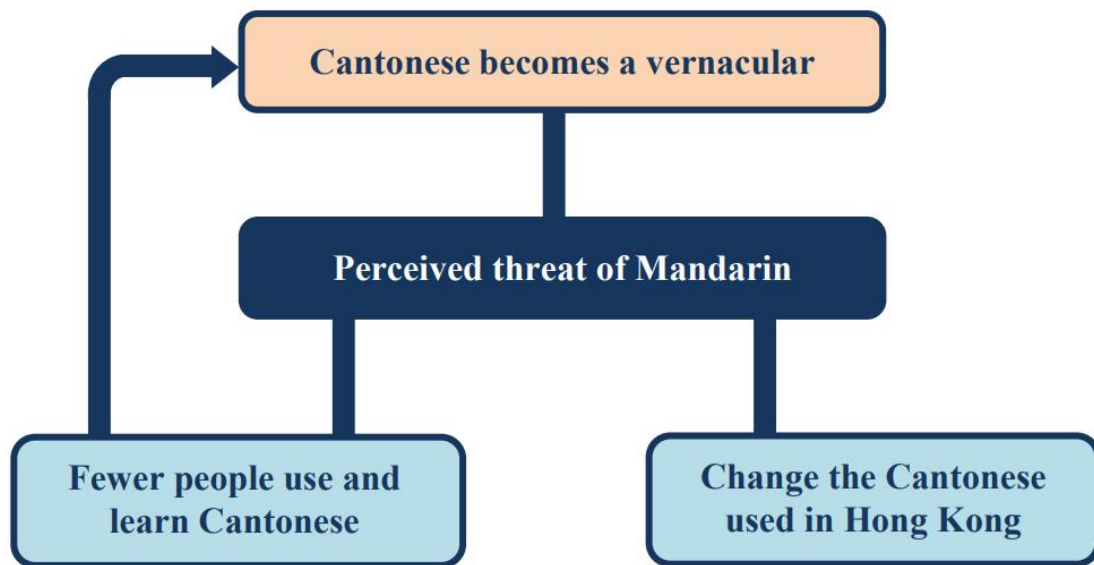 Cantonese becomes a vernacular
Perceived threat of Mandarin
Fewer people use and
learn Cantonese
Change the Cantonese
used in Hong Kong